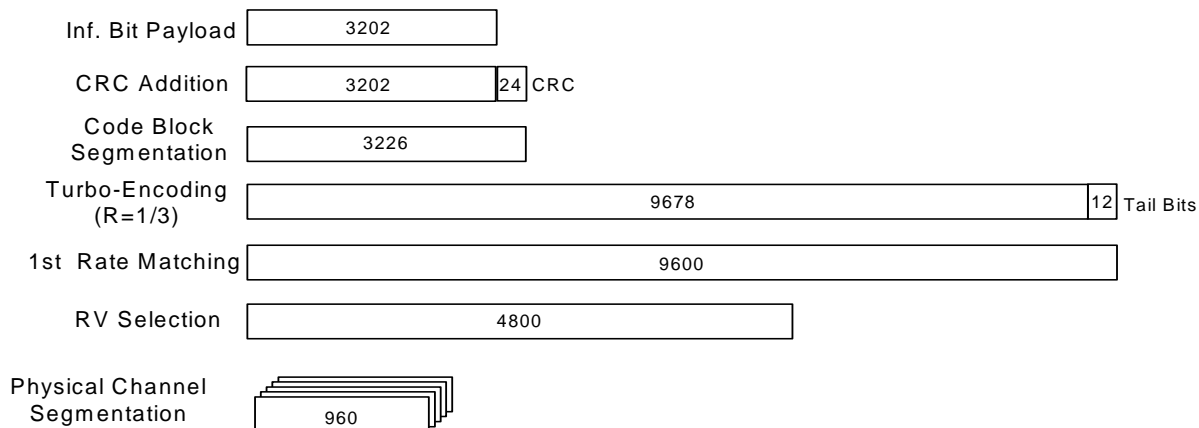 Inf. Bit Payload
3202
CRC Addition
3202
24
CRC
Code Block
Segmentation
3226
Turbo-Encoding
(R=1/3)
9678
12
Tail Bits
1st Rate Matching
9600
RV Selection
4800
Physical Channel
Segmentation
960